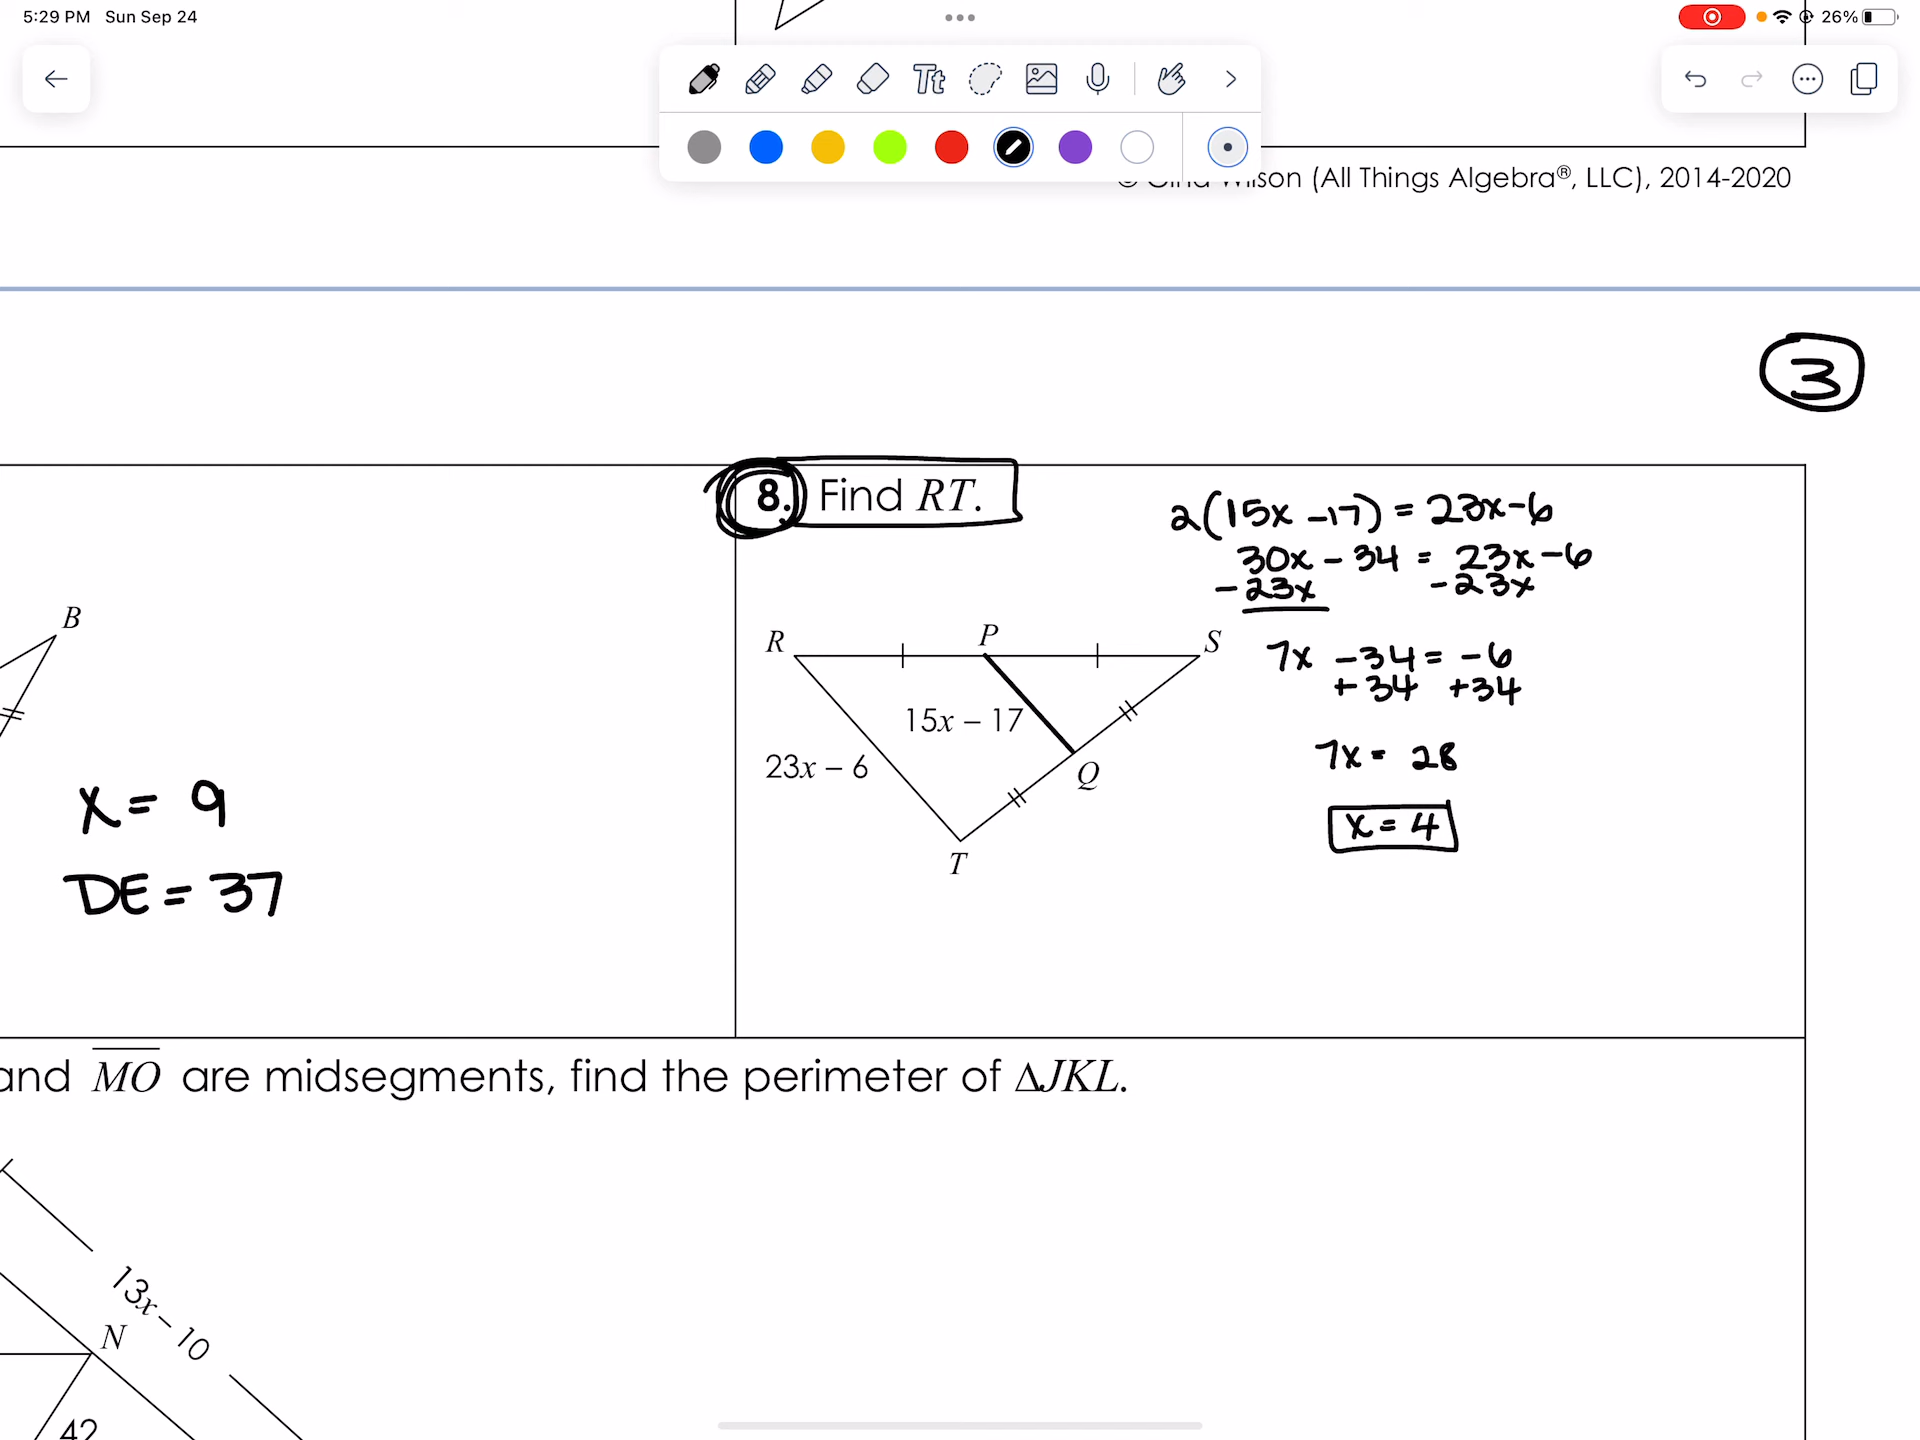 5:29 PM Sun Sep 24
26%
Tt
Wilson (All Things Algebra®, LLC), 2014-2020
3
8. Find RT.
2(15x -17) = 23x-6
30x - 34 = 23x-6
-23x -23x
7x -34 = -6
+34 +34
7x = 28
x = 4
R
P
S
15x – 17
23x – 6
Q
T
B
x = 9
DE = 37
and MO are midsegments, find the perimeter of ΔJKL.
13x – 10
N
42